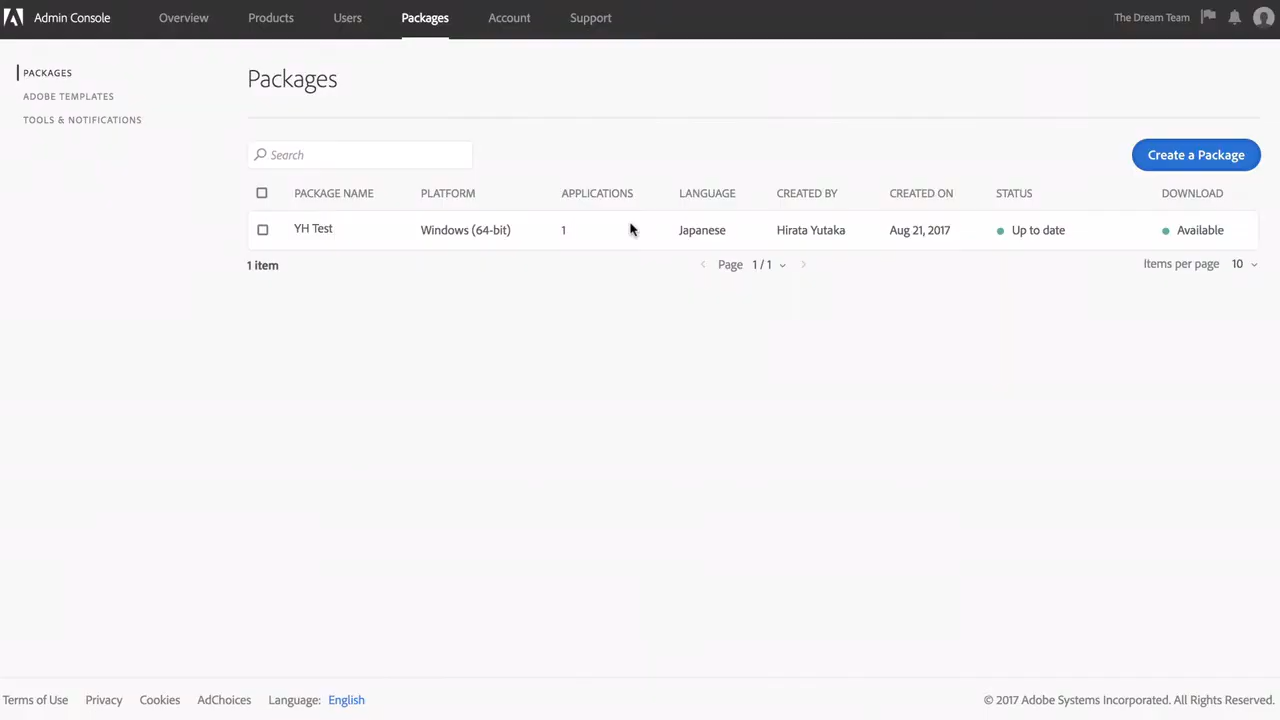 Admin Console Overview Products Users Packages Account Support The Dream Team
PACKAGES
ADOBE TEMPLATES
TOOLS & NOTIFICATIONS
Packages
Search Create a Package
PACKAGE NAME PLATFORM APPLICATIONS LANGUAGE CREATED BY CREATED ON STATUS DOWNLOAD
YH Test Windows (64-bit) 1 Japanese Hirata Yutaka Aug 21, 2017 Up to date Available
1 item Page 1 / 1 Items per page 10
Terms of Use Privacy Cookies AdChoices Language: English © 2017 Adobe Systems Incorporated. All Rights Reserved.